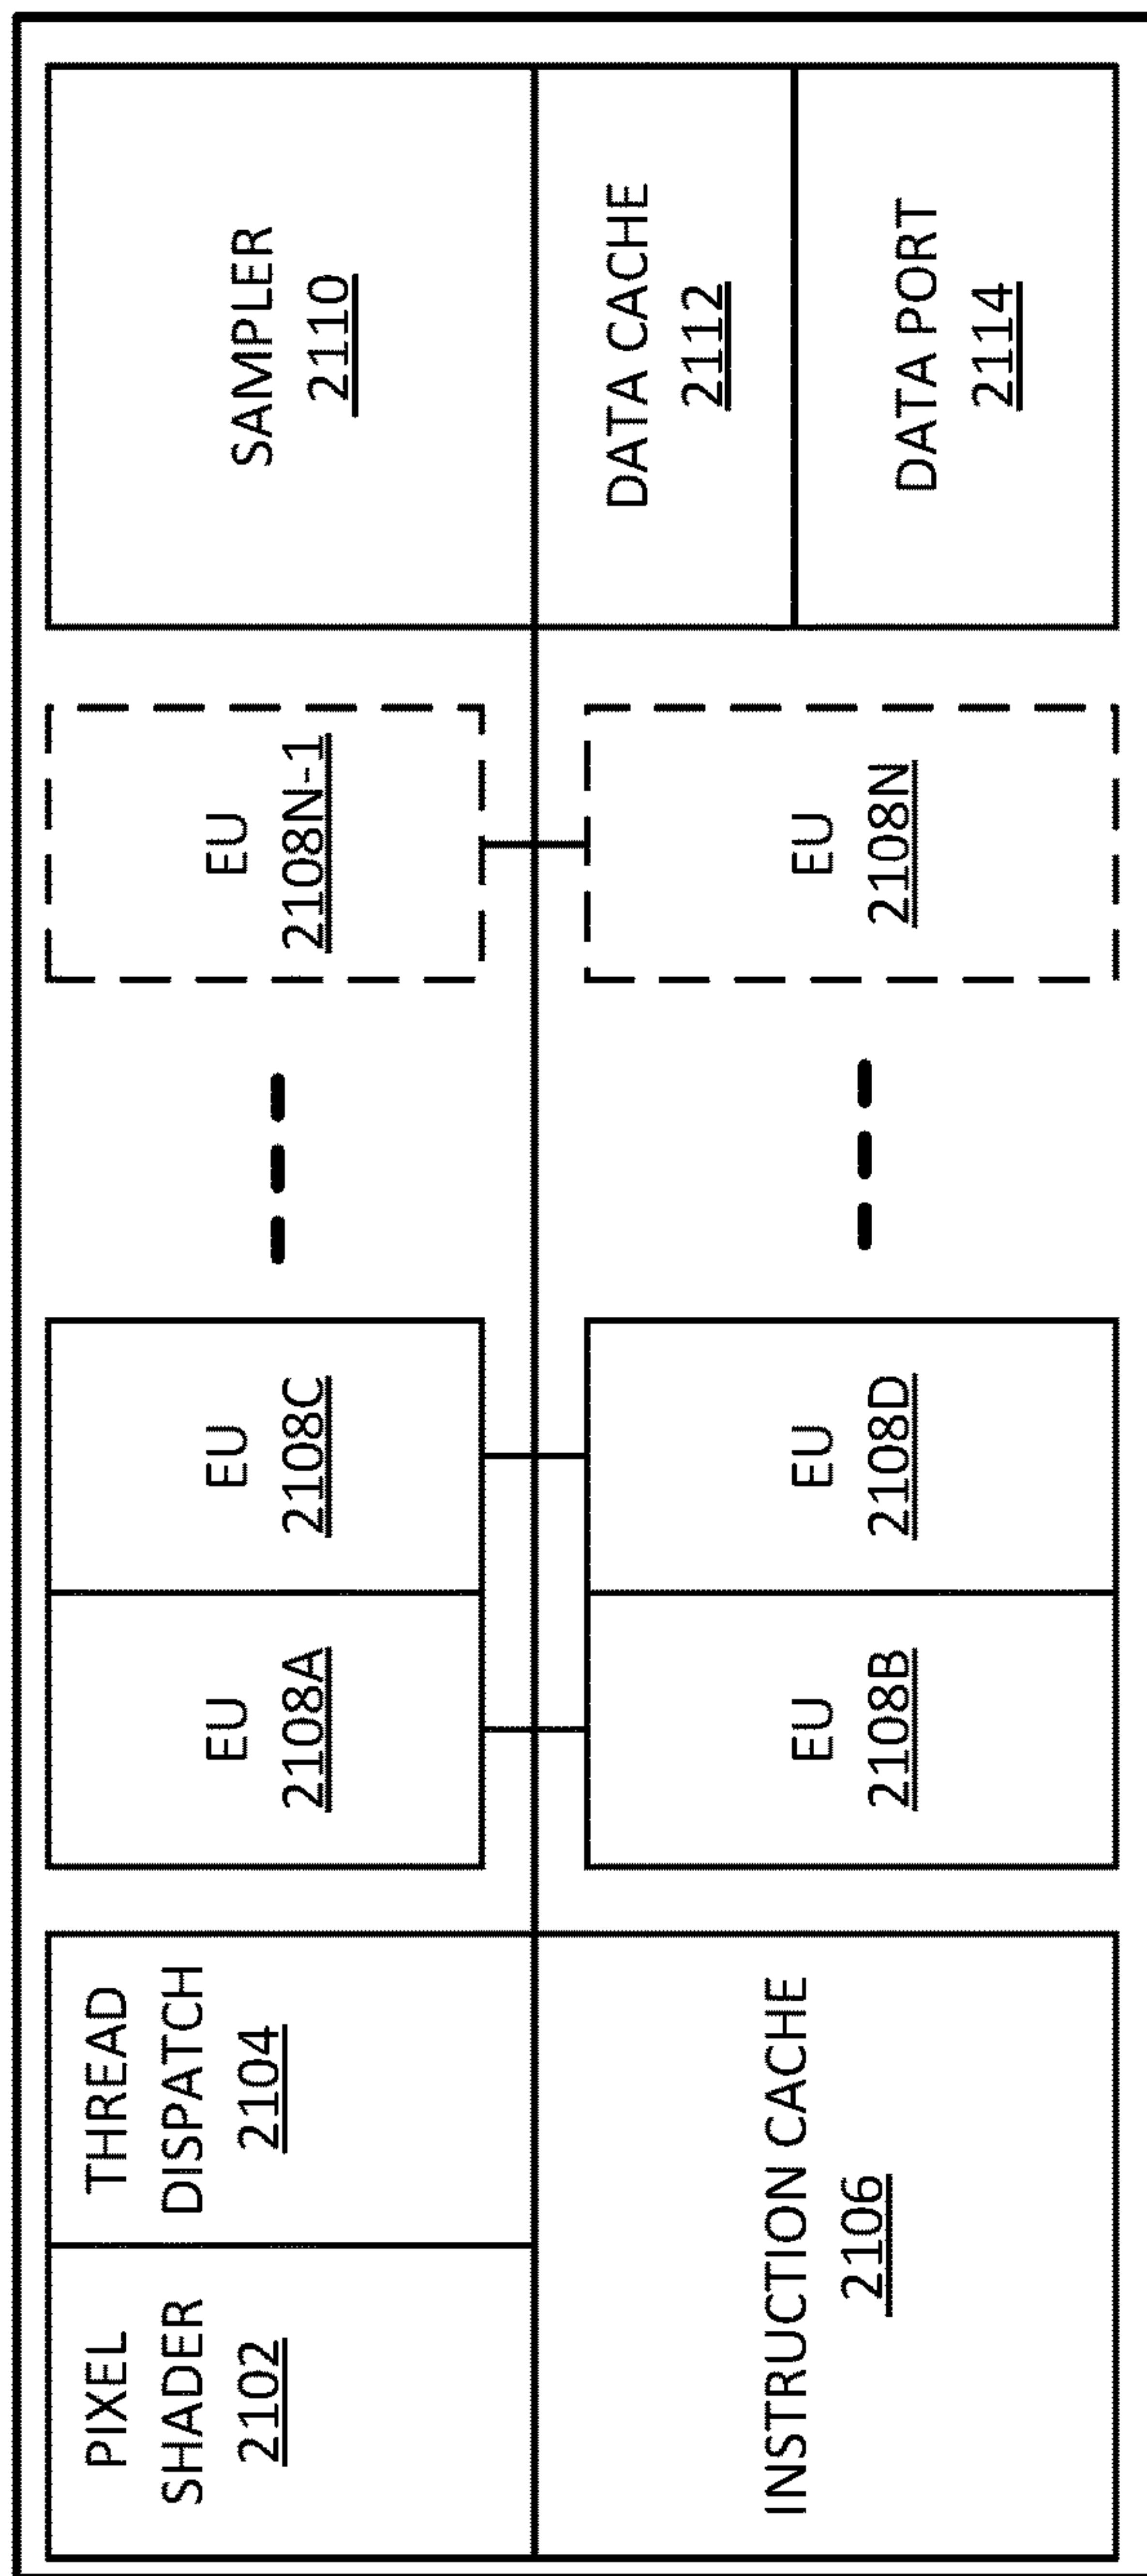 PIXEL
SHADER
2102
THREAD
DISPATCH
2104
INSTRUCTION CACHE
2106
EU
2108A
EU
2108C
EU
2108B
EU
2108D
EU
2108N-1
EU
2108N
SAMPLER
2110
DATA CACHE
2112
DATA PORT
2114